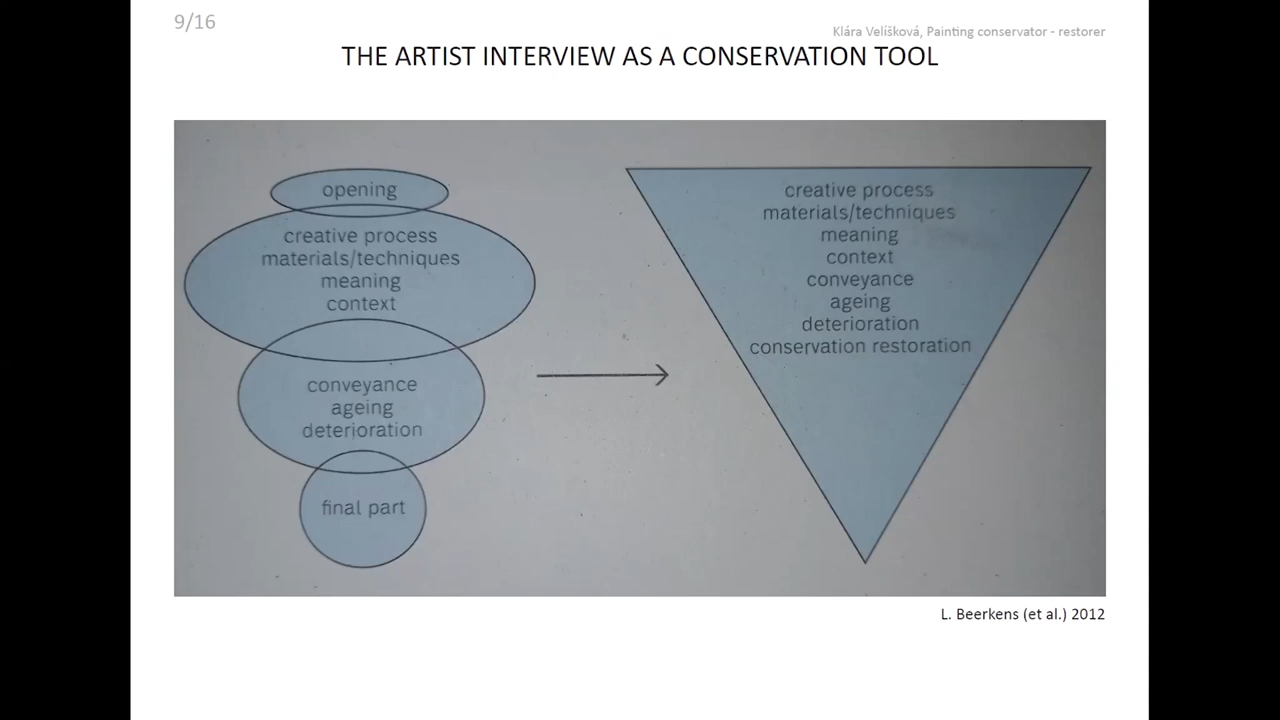 9/16
Klára Velíšková, Painting conservator - restorer
THE ARTIST INTERVIEW AS A CONSERVATION TOOL
opening
creative process
materials/techniques
meaning
context
conveyance
ageing
deterioration
final part
creative process
materials/techniques
meaning
context
conveyance
ageing
deterioration
conservation restoration
L. Beerkens (et al.) 2012